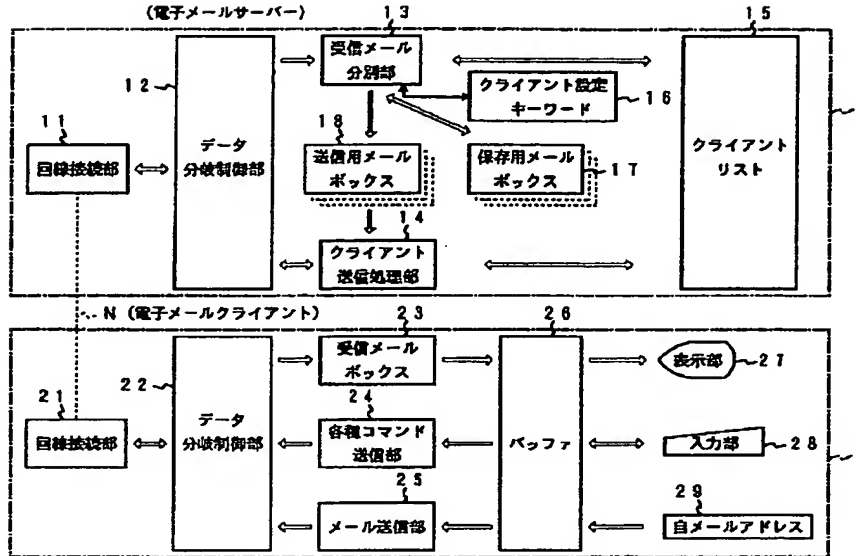 (電子メールサーバー)
13
15
受信メール
分別部
12
クライアント設定
キーワード
16
11
18
データ
分岐制御部
クライアント
リスト
回線接続部
送信用メール
ボックス
保存用メール
ボックス
17
14
クライアント
送信処理部
N (電子メールクライアント)
23
26
受信メール
ボックス
表示部
27
22
21
24
データ
分岐制御部
回線接続部
各種コマンド
送信部
バッファ
入力部
28
25
29
メール送信部
自メールアドレス